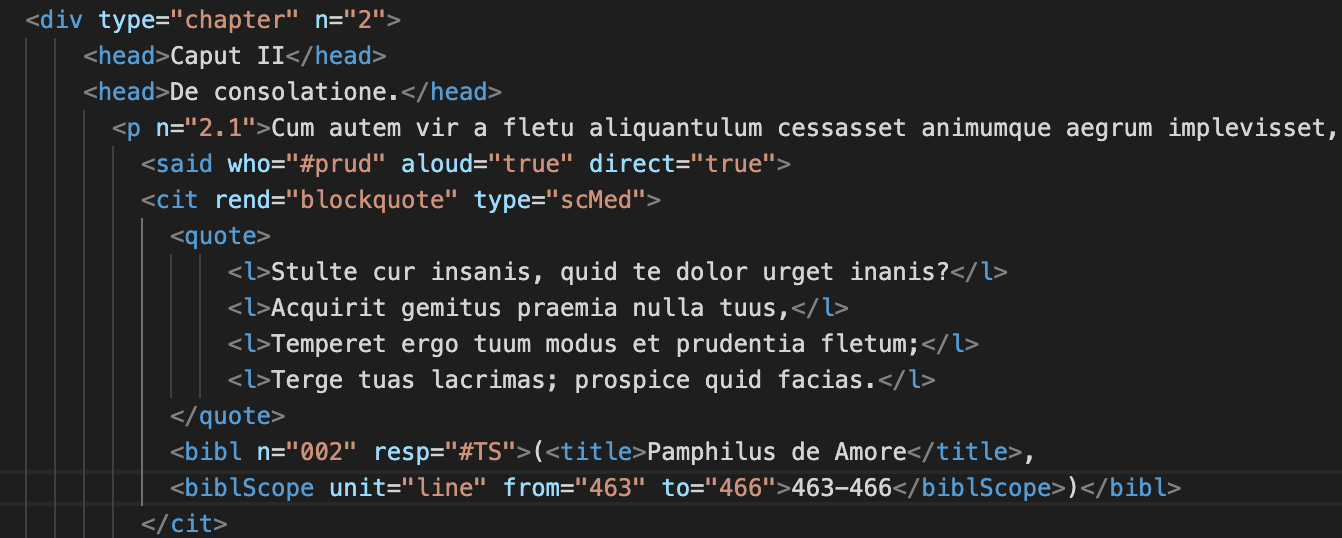 <div type="chapter" n="2">
<head>Caput II</head>
<head>De consolatione.</head>
<p n="2.1">Cum autem vir a fletu aliquantulum cessasset animumque aegrum implevisset,
<said who="#prud" aloud="true" direct="true">
<cit rend="blockquote" type="scMed">
<quote>
<l>Stulte cur insanis, quid te dolor urget inanis?</l>
<l>Acquirit gemitus praemia nulla tuus,</l>
<l>Temperet ergo tuum modus et prudentia fletum;</l>
<l>Terge tuas lacrimas; prospice quid facias.</l>
</quote>
<bibl n="002" resp="#TS">(<title>Pamphilus de Amore</title>,
<biblScope unit="line" from="463" to="466">463-466</biblScope>)</bibl>
</cit>